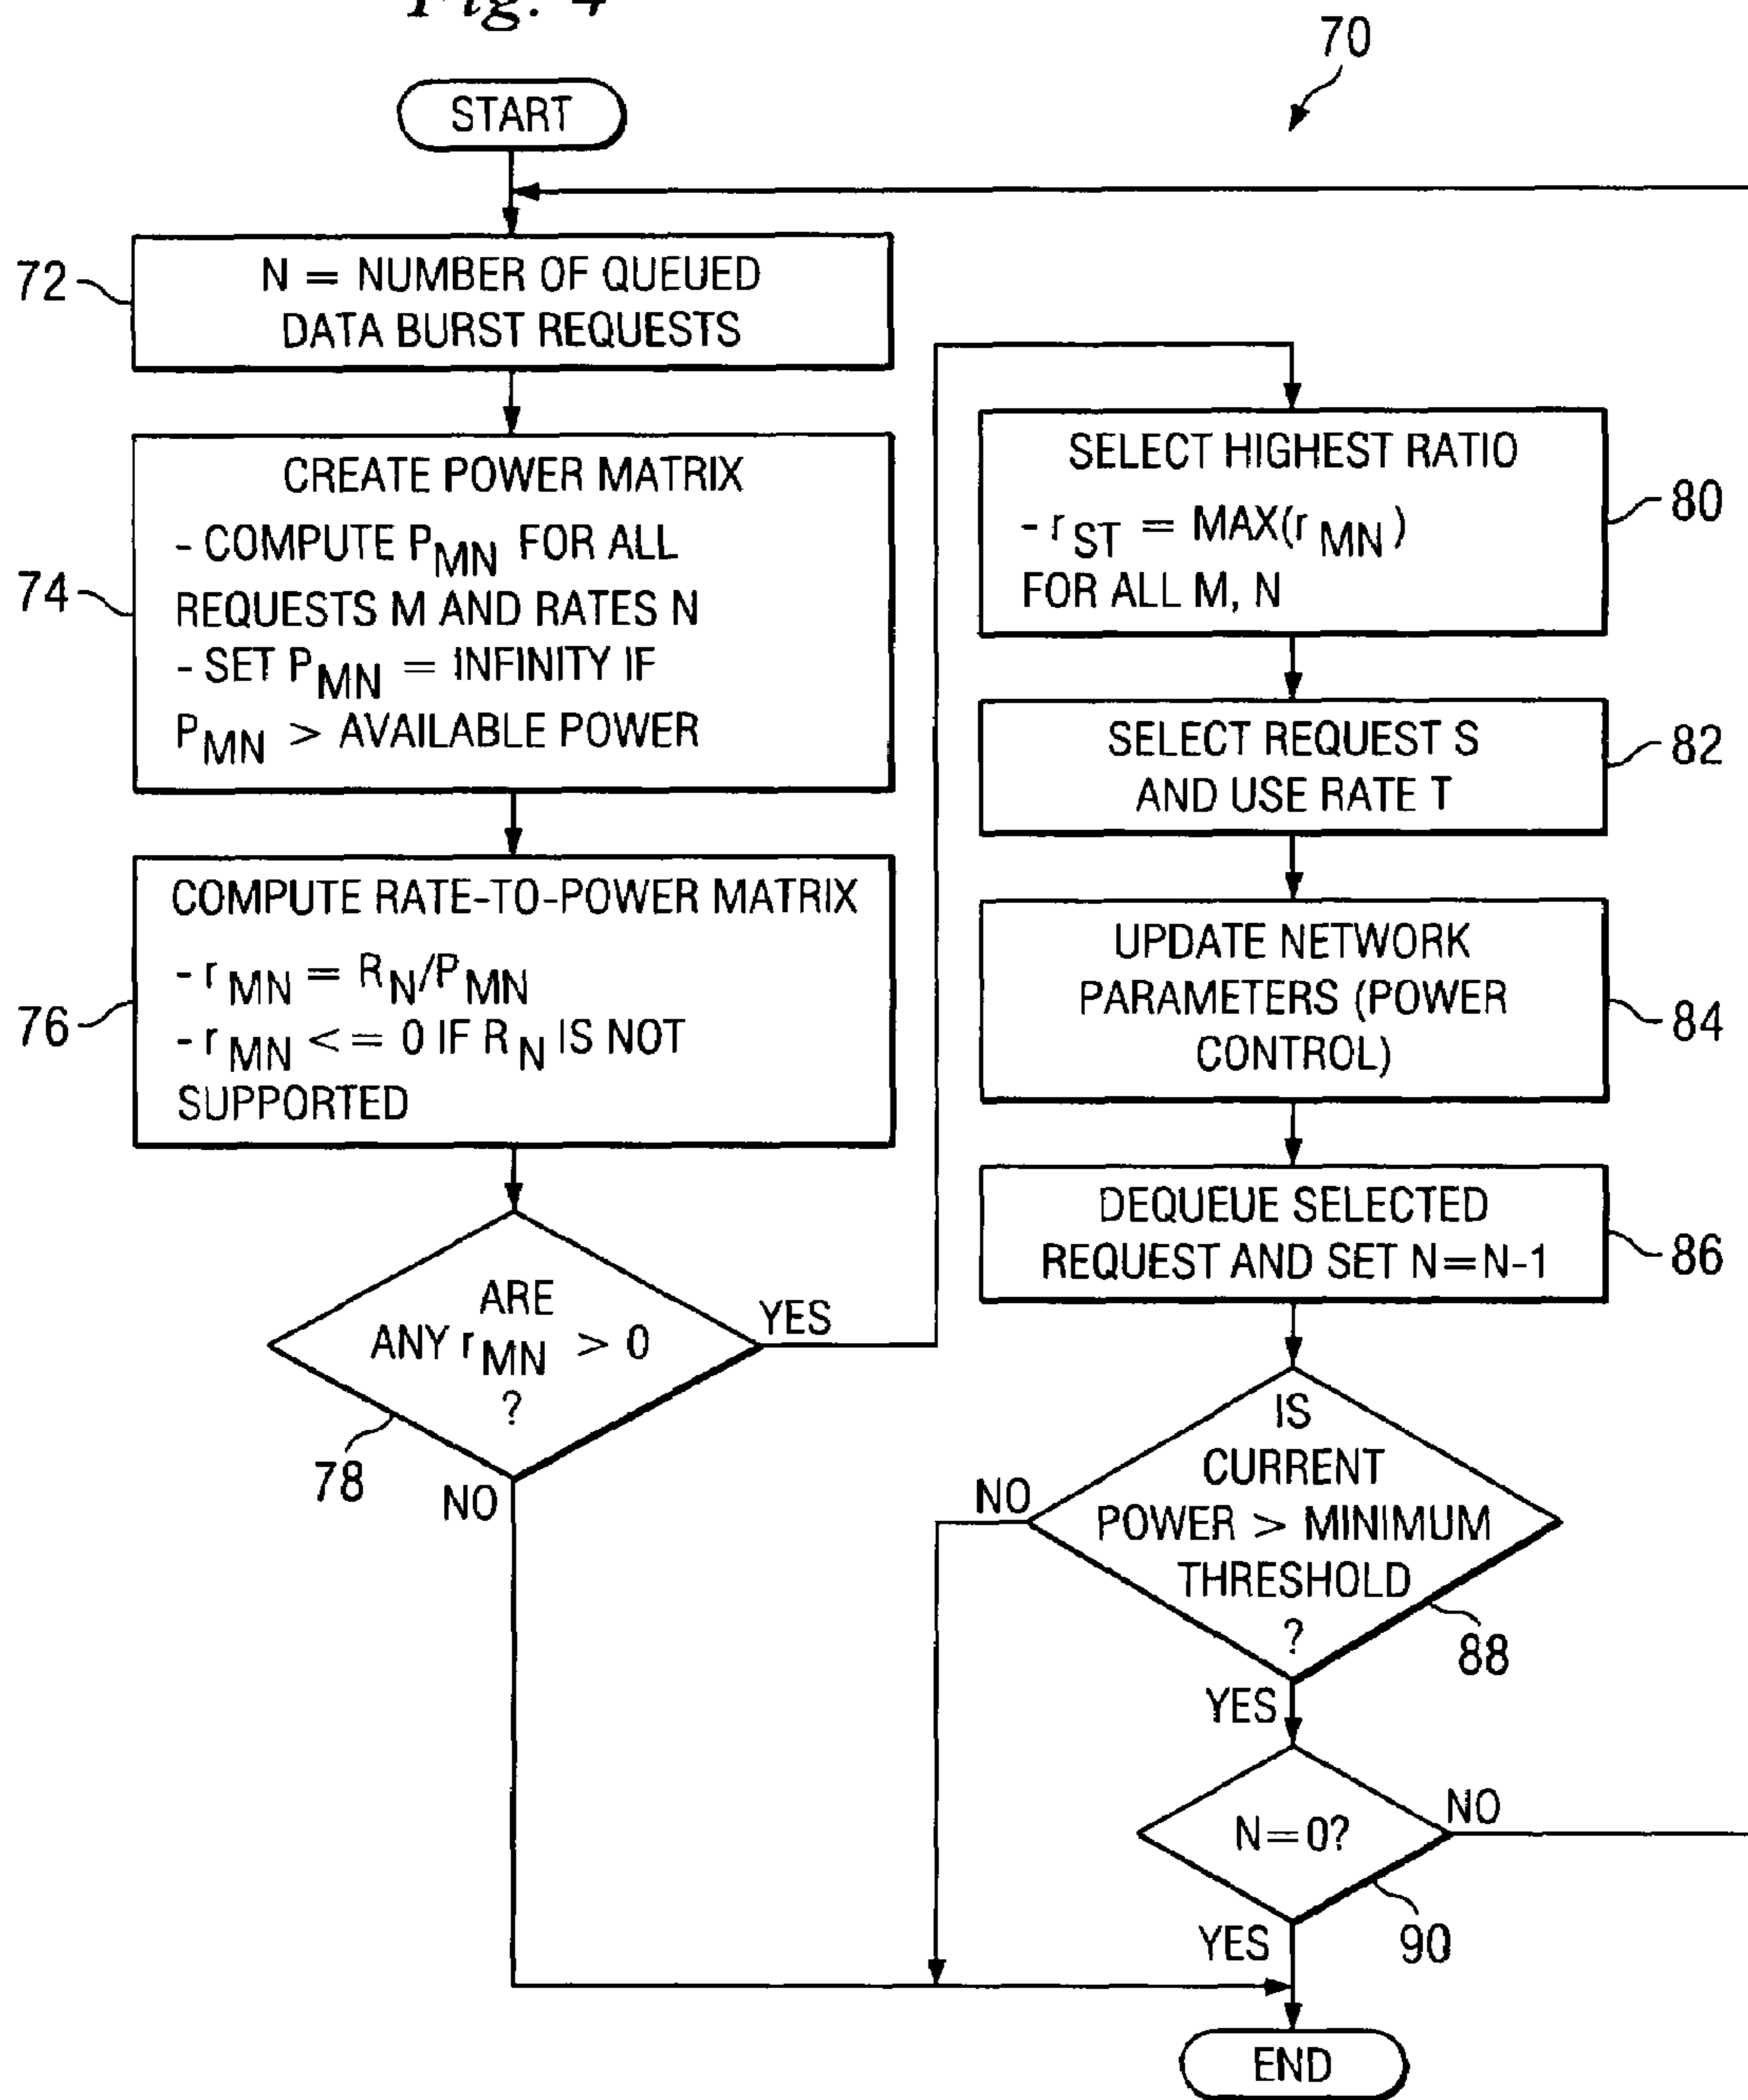 Fig. 4
70
START
72
N = NUMBER OF QUEUED
DATA BURST REQUESTS
74
CREATE POWER MATRIX
- COMPUTE PMN FOR ALL
REQUESTS M AND RATES N
- SET PMN = INFINITY IF
PMN > AVAILABLE POWER
76
COMPUTE RATE-TO-POWER MATRIX
- rMN = RN/PMN
- rMN <= 0 IF RN IS NOT
SUPPORTED
ARE
ANY rMN > 0
?
78
YES
NO
SELECT HIGHEST RATIO
- rST = MAX(rMN)
FOR ALL M, N
80
SELECT REQUEST S
AND USE RATE T
82
UPDATE NETWORK
PARAMETERS (POWER
CONTROL)
84
DEQUEUE SELECTED
REQUEST AND SET N=N-1
86
IS
CURRENT
POWER > MINIMUM
THRESHOLD
?
88
NO
YES
N=0?
90
NO
YES
END